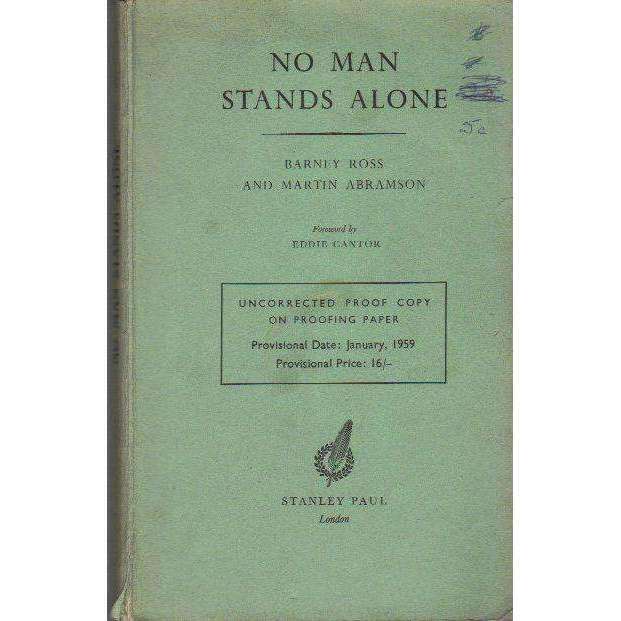 NO MAN
STANDS ALONE
BARNEY ROSS
AND MARTIN ABRAMSON
Foreword by
EDDIE CANTOR
UNCORRECTED PROOF COPY
ON PROOFING PAPER
Provisional Date: January, 1959
Provisional Price: 16/–
STANLEY PAUL
London